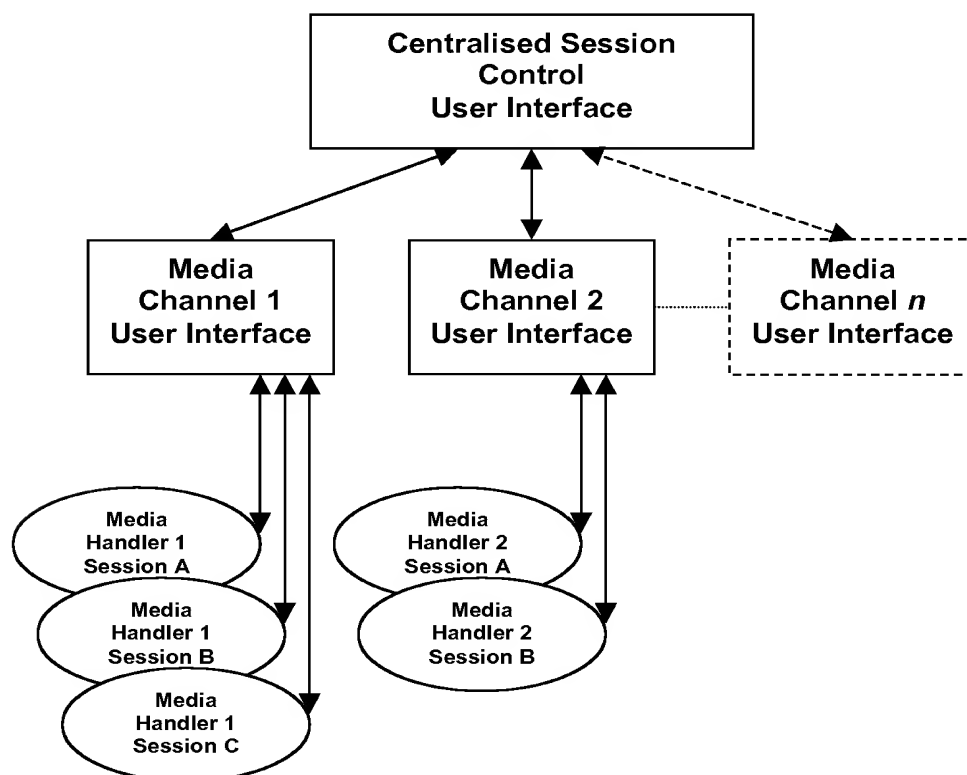 Centralised Session
Control
User Interface
Media
Channel 1
User Interface
Media
Channel 2
User Interface
Media
Channel n
User Interface
Media
Handler 1
Session A
Media
Handler 1
Session B
Media
Handler 1
Session C
Media
Handler 2
Session A
Media
Handler 2
Session B